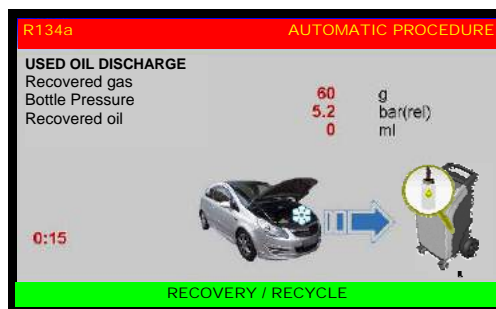 R134a AUTOMATIC PROCEDURE
USED OIL DISCHARGE
Recovered gas 60 g
Bottle Pressure 5.2 bar(rel)
Recovered oil 0 ml
0:15
R
RECOVERY / RECYCLE